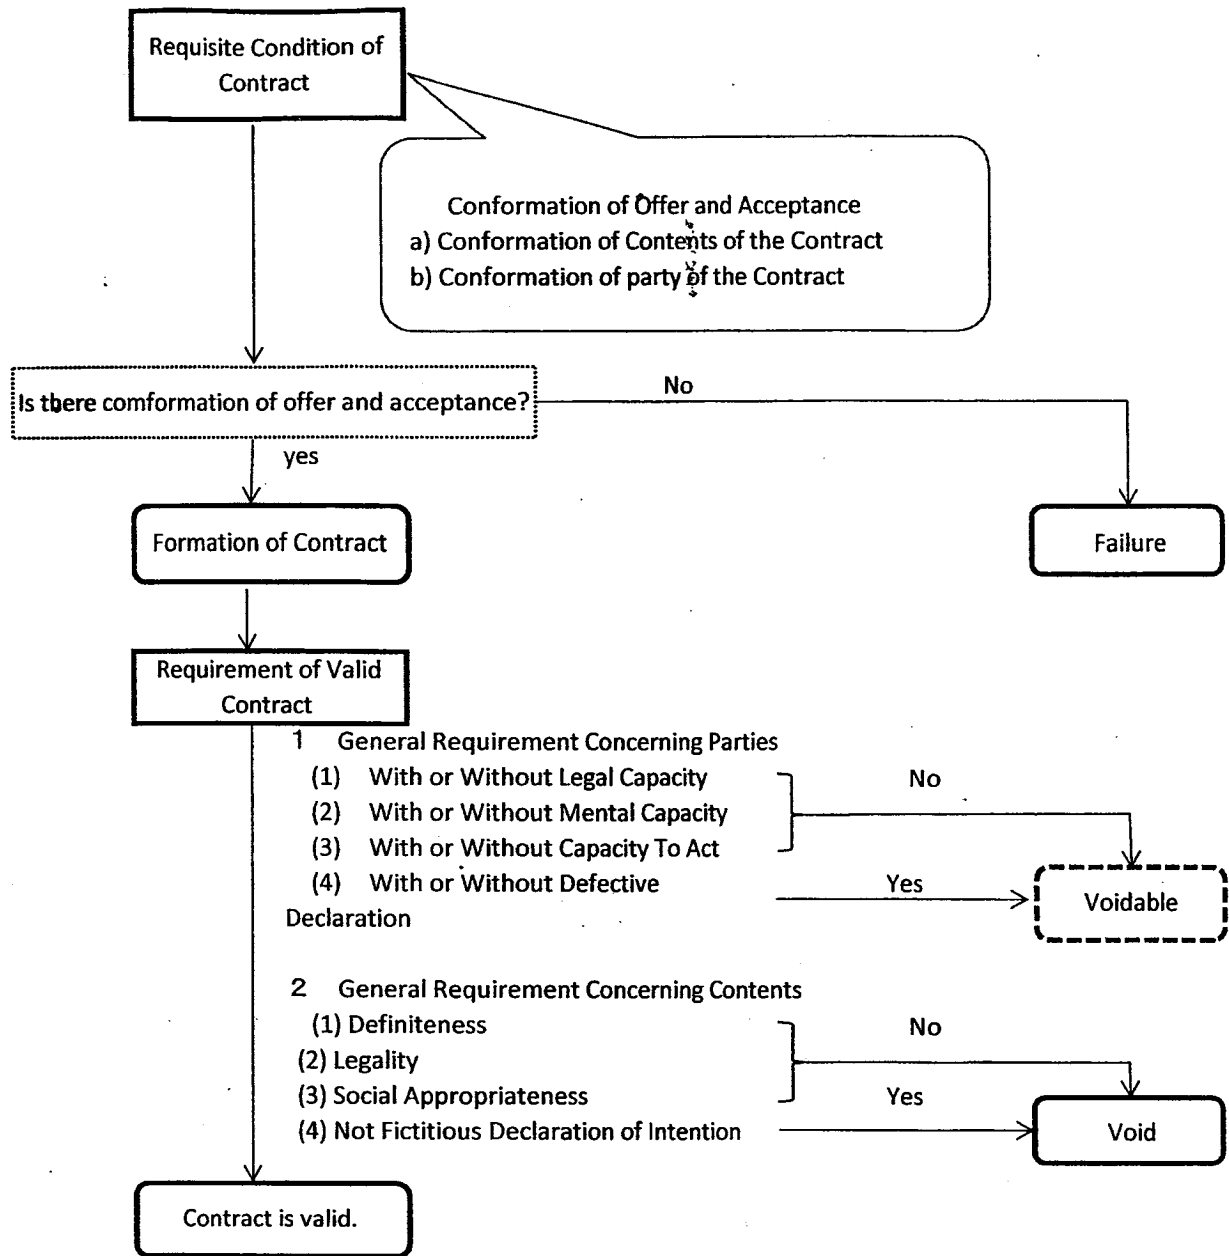 Requisite Condition of
Contract
Conformation of Offer and Acceptance
a) Conformation of Contents of the Contract
b) Conformation of party of the Contract
Is there comformation of offer and acceptance?
No
yes
Formation of Contract
Failure
Requirement of Valid
Contract
1 General Requirement Concerning Parties
(1) With or Without Legal Capacity
No
(2) With or Without Mental Capacity
(3) With or Without Capacity To Act
(4) With or Without Defective
Yes
Voidable
Declaration
2 General Requirement Concerning Contents
(1) Definiteness
No
(2) Legality
(3) Social Appropriateness
Yes
(4) Not Fictitious Declaration of Intention
Void
Contract is valid.